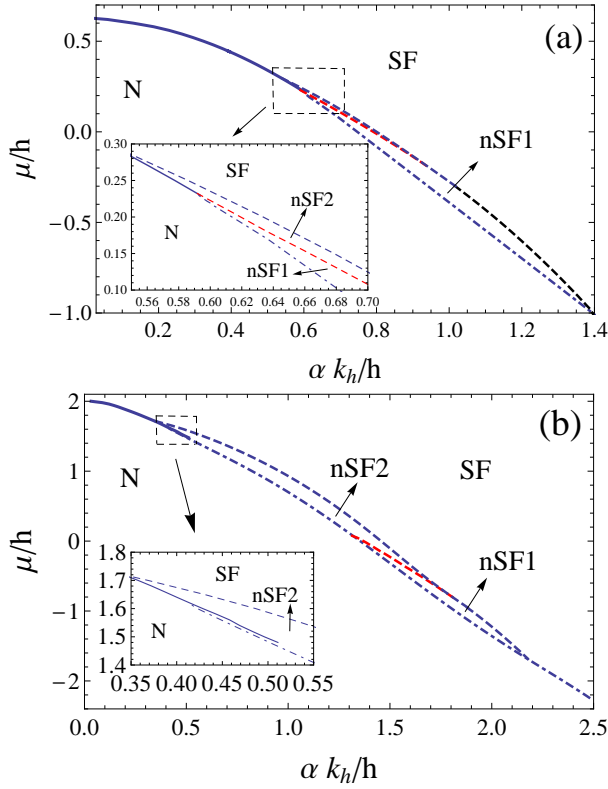 (a)
SF
N
nSF1
μ/h
0.5
0.0
−0.5
−1.0
0.30
0.25
0.20
0.15
0.10
SF
nSF2
N
nSF1
0.56 0.58 0.60 0.62 0.64 0.66 0.68 0.70
0.2 0.4 0.6 0.8 1.0 1.2 1.4
α k_h/h
(b)
N
nSF2
SF
nSF1
μ/h
2
1
0
−1
−2
1.8
1.7
1.6
1.5
1.4
SF
nSF2
N
0.35 0.40 0.45 0.50 0.55
0.0 0.5 1.0 1.5 2.0 2.5
α k_h/h